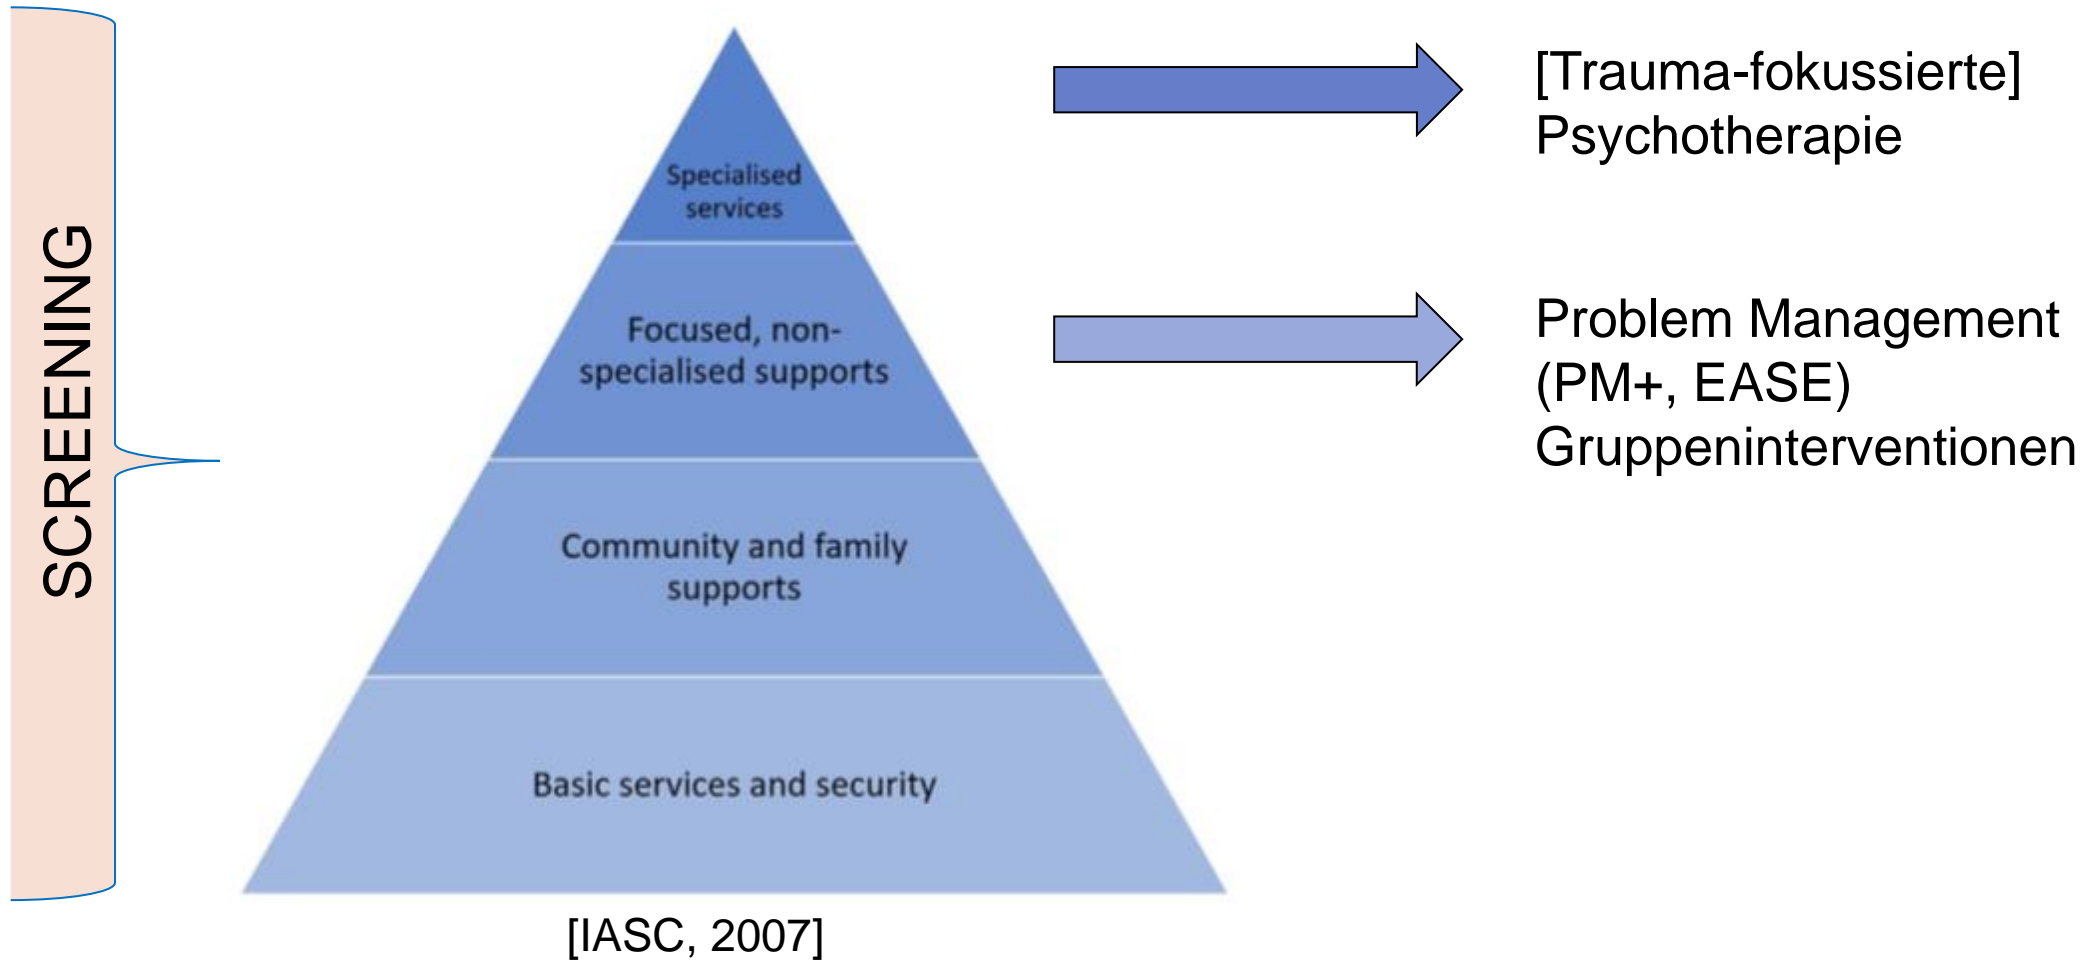 SCREENING
Specialised
services
Focused, non-
specialised supports
Community and family
supports
Basic services and security
[IASC, 2007]
[Trauma-fokussierte]
Psychotherapie
Problem Management
(PM+, EASE)
Gruppeninterventionen